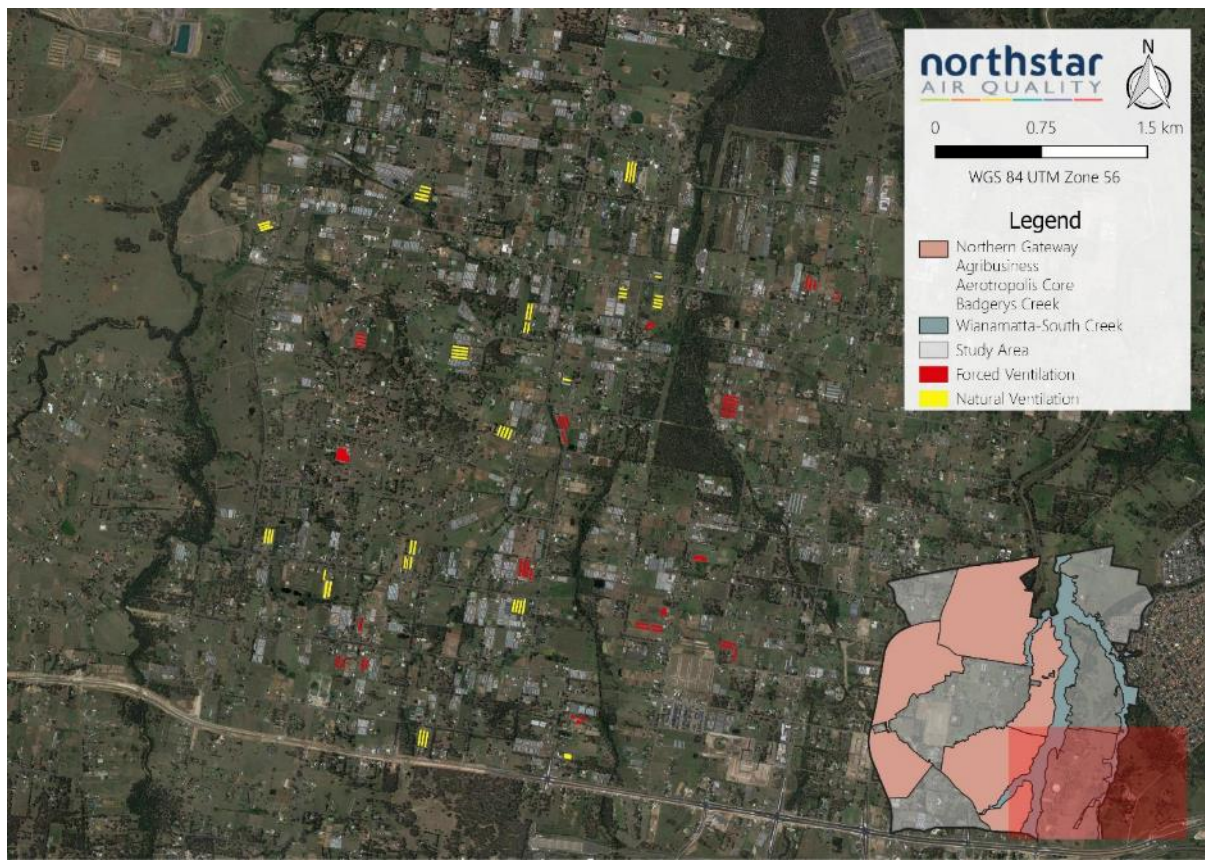 northstar
AIR QUALITY
N
0 0.75 1.5 km
WGS 84 UTM Zone 56
Legend
Northern Gateway
Agribusiness
Aerotropolis Core
Badgerys Creek
Wianamatta-South Creek
Study Area
Forced Ventilation
Natural Ventilation